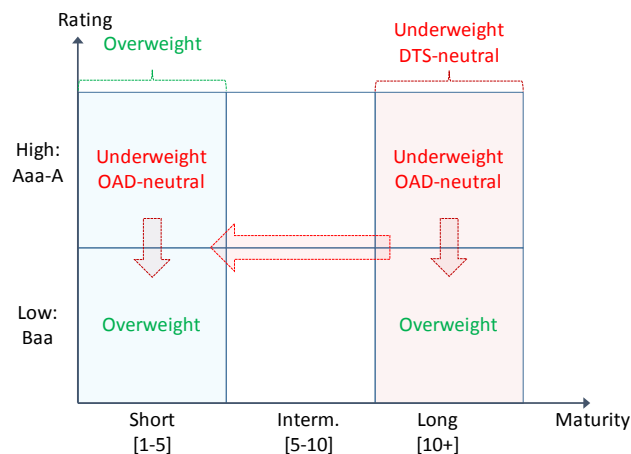 Rating
Overweight
Underweight
DTS-neutral
High:
Aaa-A
Underweight
OAD-neutral
Underweight
OAD-neutral
Low:
Baa
Overweight
Overweight
Short
[1-5]
Interm.
[5-10]
Long
[10+]
Maturity